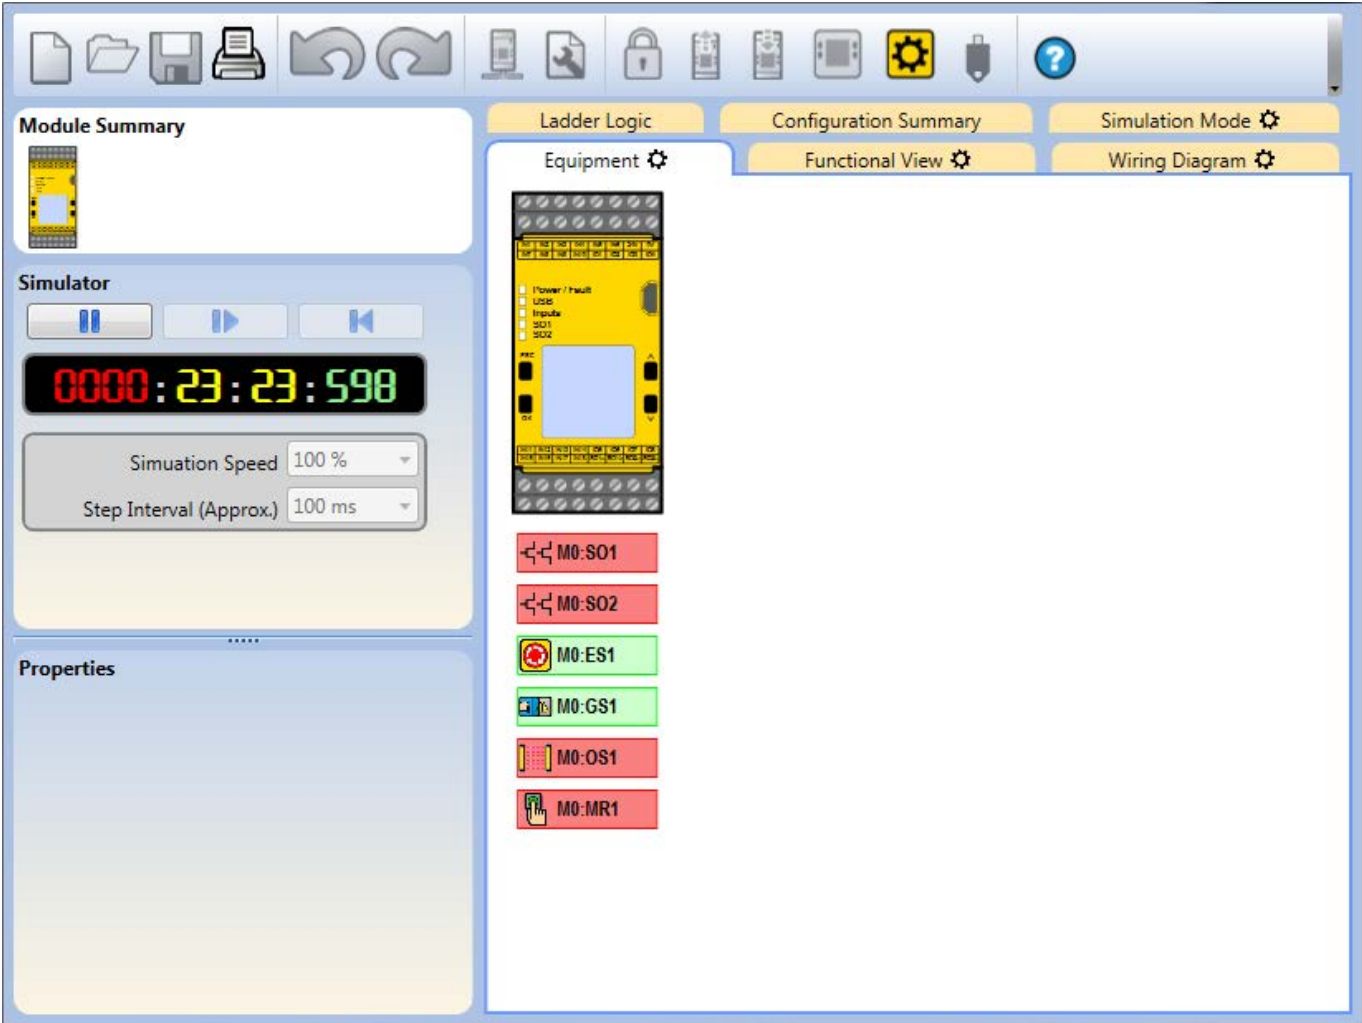 Module Summary
Simulator
0000:23:23:598
Simuation Speed 100 %
Step Interval (Approx.) 100 ms
Properties
Ladder Logic
Configuration Summary
Simulation Mode
Equipment
Functional View
Wiring Diagram
Power / Fault
USB
Inputs
SO1
SO2
ESC
OK
M0:SO1
M0:SO2
M0:ES1
M0:GS1
M0:OS1
M0:MR1